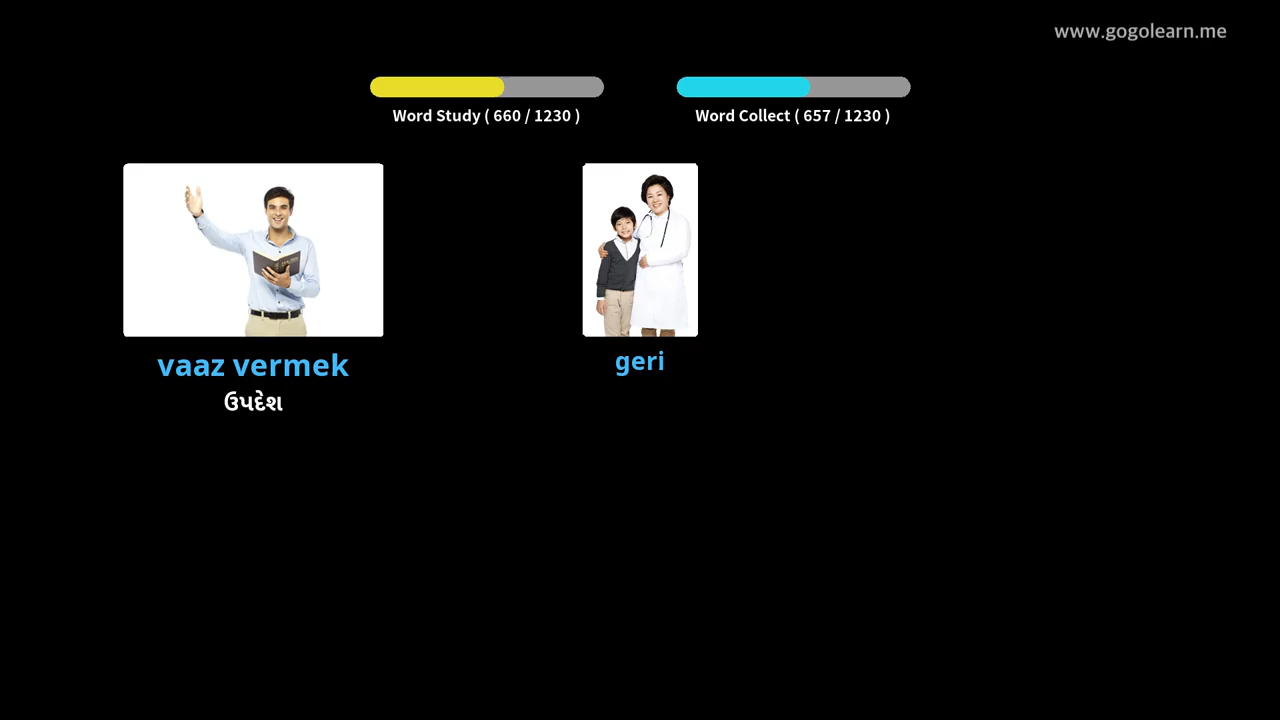 www.gogolearn.me
Word Study ( 660 / 1230 )
Word Collect ( 657 / 1230 )
vaaz vermek
ઉપદેશ
geri